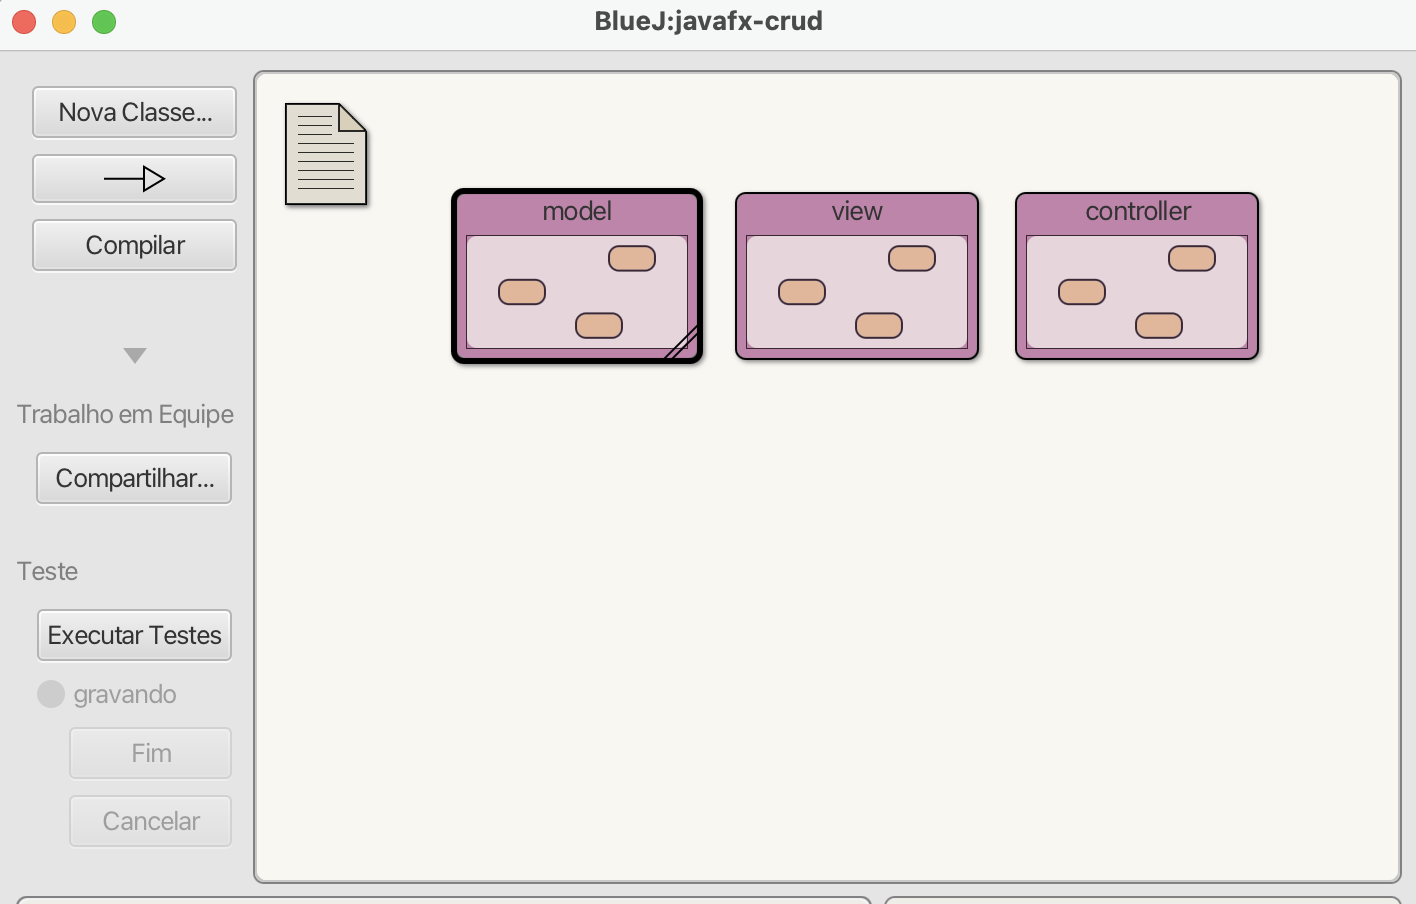 BlueJ:javafx-crud
Nova Classe...
Compilar
Trabalho em Equipe
Compartilhar...
Teste
Executar Testes
gravando
Fim
Cancelar
model
view
controller